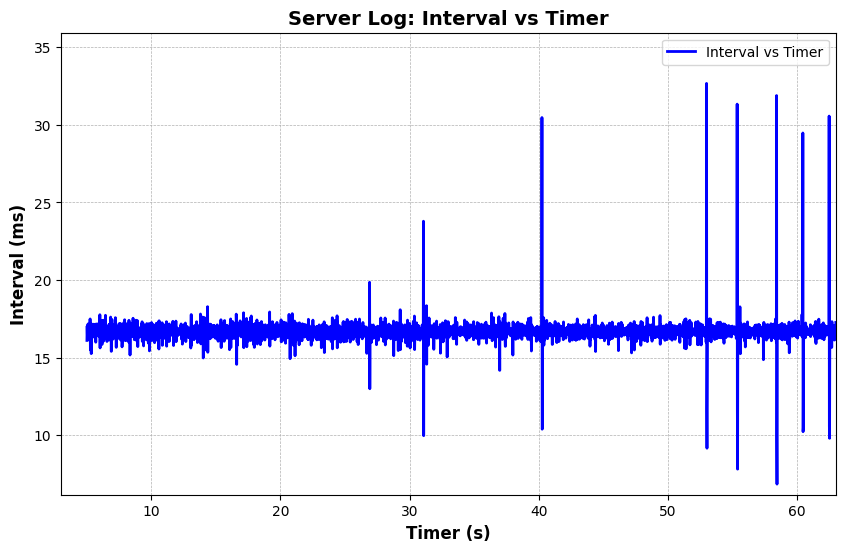 Server Log: Interval vs Timer
Interval vs Timer
35
30
25
20
15
10
Interval (ms)
10 20 30 40 50 60
Timer (s)